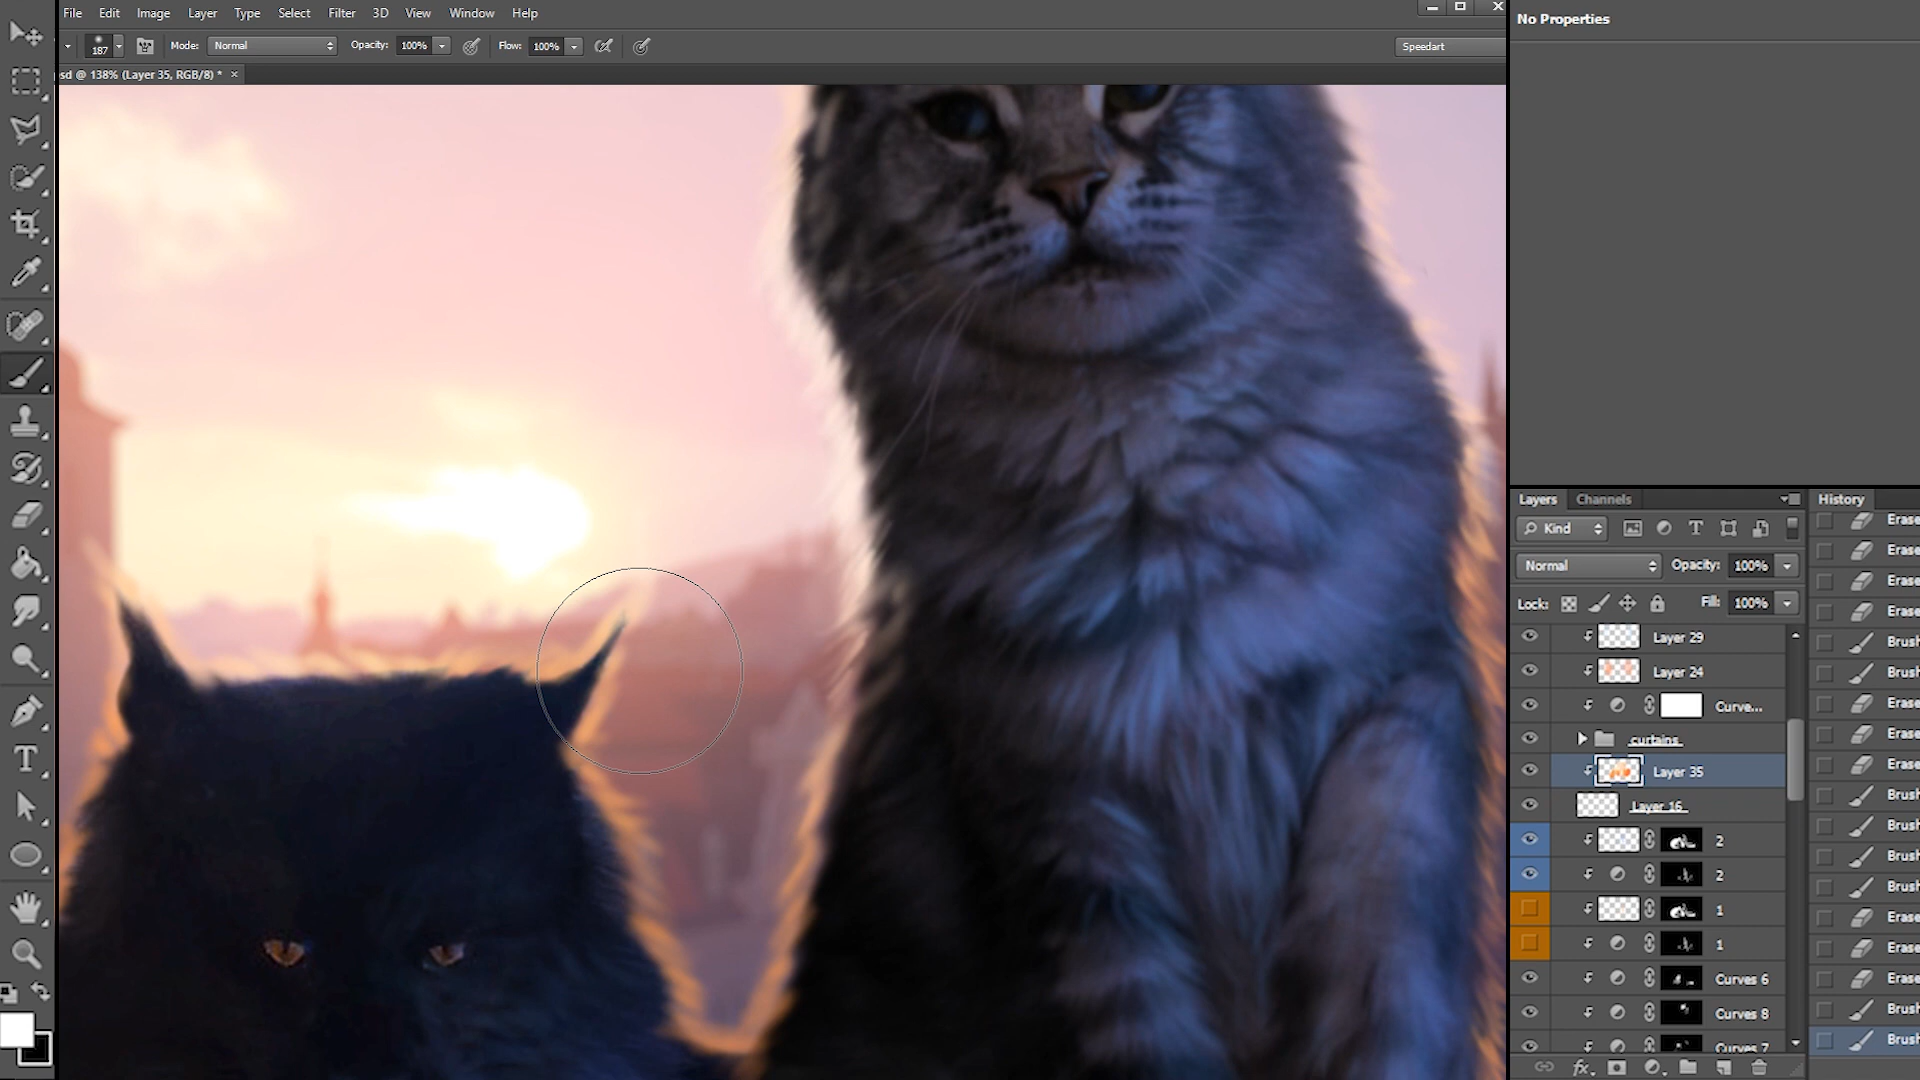 File Edit Image Layer Type Select Filter 3D View Window Help
187 Mode: Normal Opacity: 100% Flow: 100% Speedart
sd @ 138% (Layer 35, RGB/8) * ×
No Properties
Layers Channels
Kind
Normal Opacity: 100%
Lock: Fill: 100%
Layer 29
Layer 24
Curve...
curtains
Layer 35
Layer 16
2
2
1
1
Curves 6
Curves 8
Curves 7
History
Erase
Erase
Erase
Erase
Brush
Brush
Erase
Erase
Erase
Brush
Brush
Brush
Brush
Erase
Erase
Erase
Brush
Brush